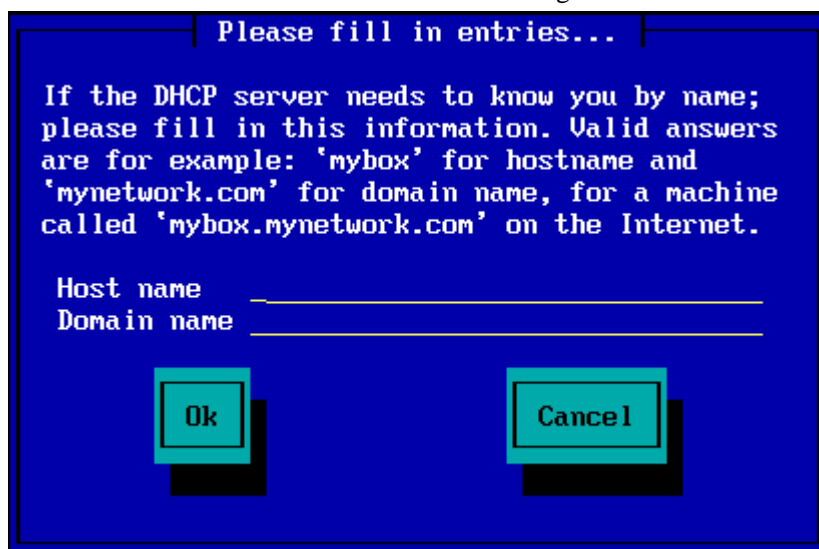 Please fill in entries...
If the DHCP server needs to know you by name;
please fill in this information. Valid answers
are for example: `mybox' for hostname and
`mynetwork.com' for domain name, for a machine
called `mybox.mynetwork.com' on the Internet.
Host name
Domain name
Ok Cancel